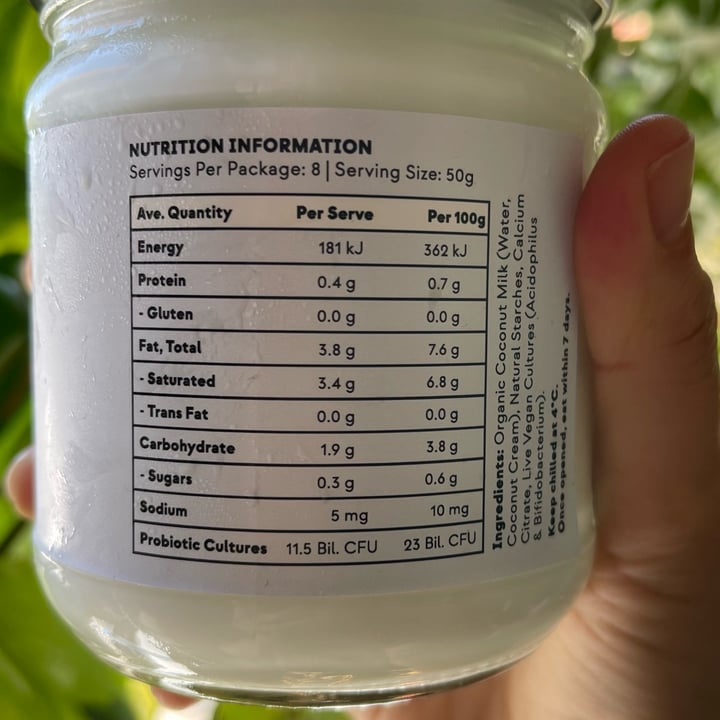 NUTRITION INFORMATION
Servings Per Package: 8 | Serving Size: 50g
Ave. Quantity Per Serve Per 100g
Energy 181 kJ 362 kJ
Protein 0.4 g 0.7 g
- Gluten 0.0 g 0.0 g
Fat, Total 3.8 g 7.6 g
- Saturated 3.4 g 6.8 g
- Trans Fat 0.0 g 0.0 g
Carbohydrate 1.9 g 3.8 g
- Sugars 0.3 g 0.6 g
Sodium 5 mg 10 mg
Probiotic Cultures 11.5 Bil. CFU 23 Bil. CFU
Ingredients: Organic Coconut Milk (Water,
Coconut Cream), Natural Starches, Calcium
Citrate, Live Vegan Cultures (Acidophilus
& Bifidobacterium).
Keep chilled at 4°C.
Once opened, eat within 7 days.